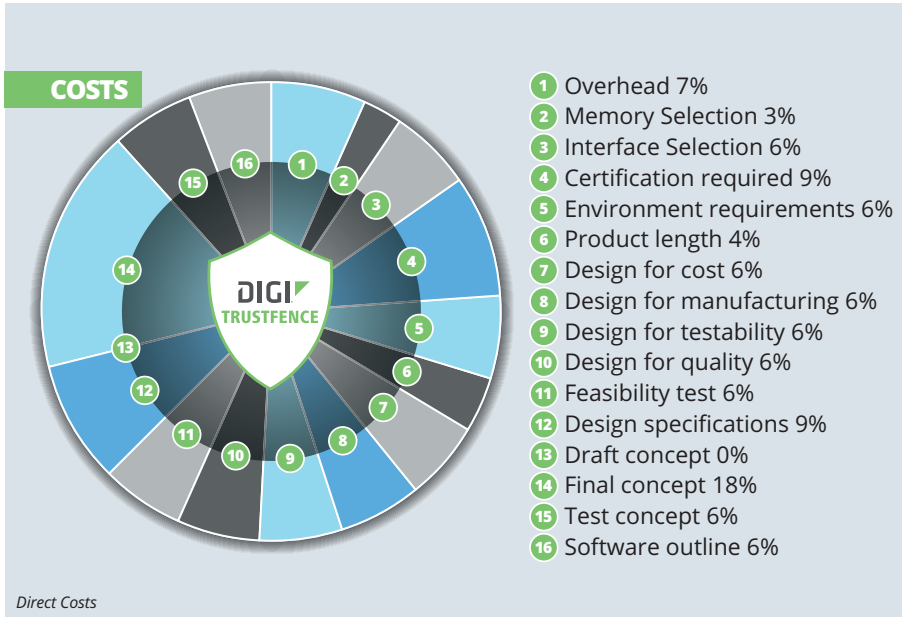 COSTS
1 Overhead 7%
2 Memory Selection 3%
3 Interface Selection 6%
4 Certification required 9%
5 Environment requirements 6%
6 Product length 4%
7 Design for cost 6%
8 Design for manufacturing 6%
9 Design for testability 6%
10 Design for quality 6%
11 Feasibility test 6%
12 Design specifications 9%
13 Draft concept 0%
14 Final concept 18%
15 Test concept 6%
16 Software outline 6%
16
1
15
2
3
4
14
DIGI
TRUSTFENCE
5
13
6
12
7
11
8
10
9
Direct Costs